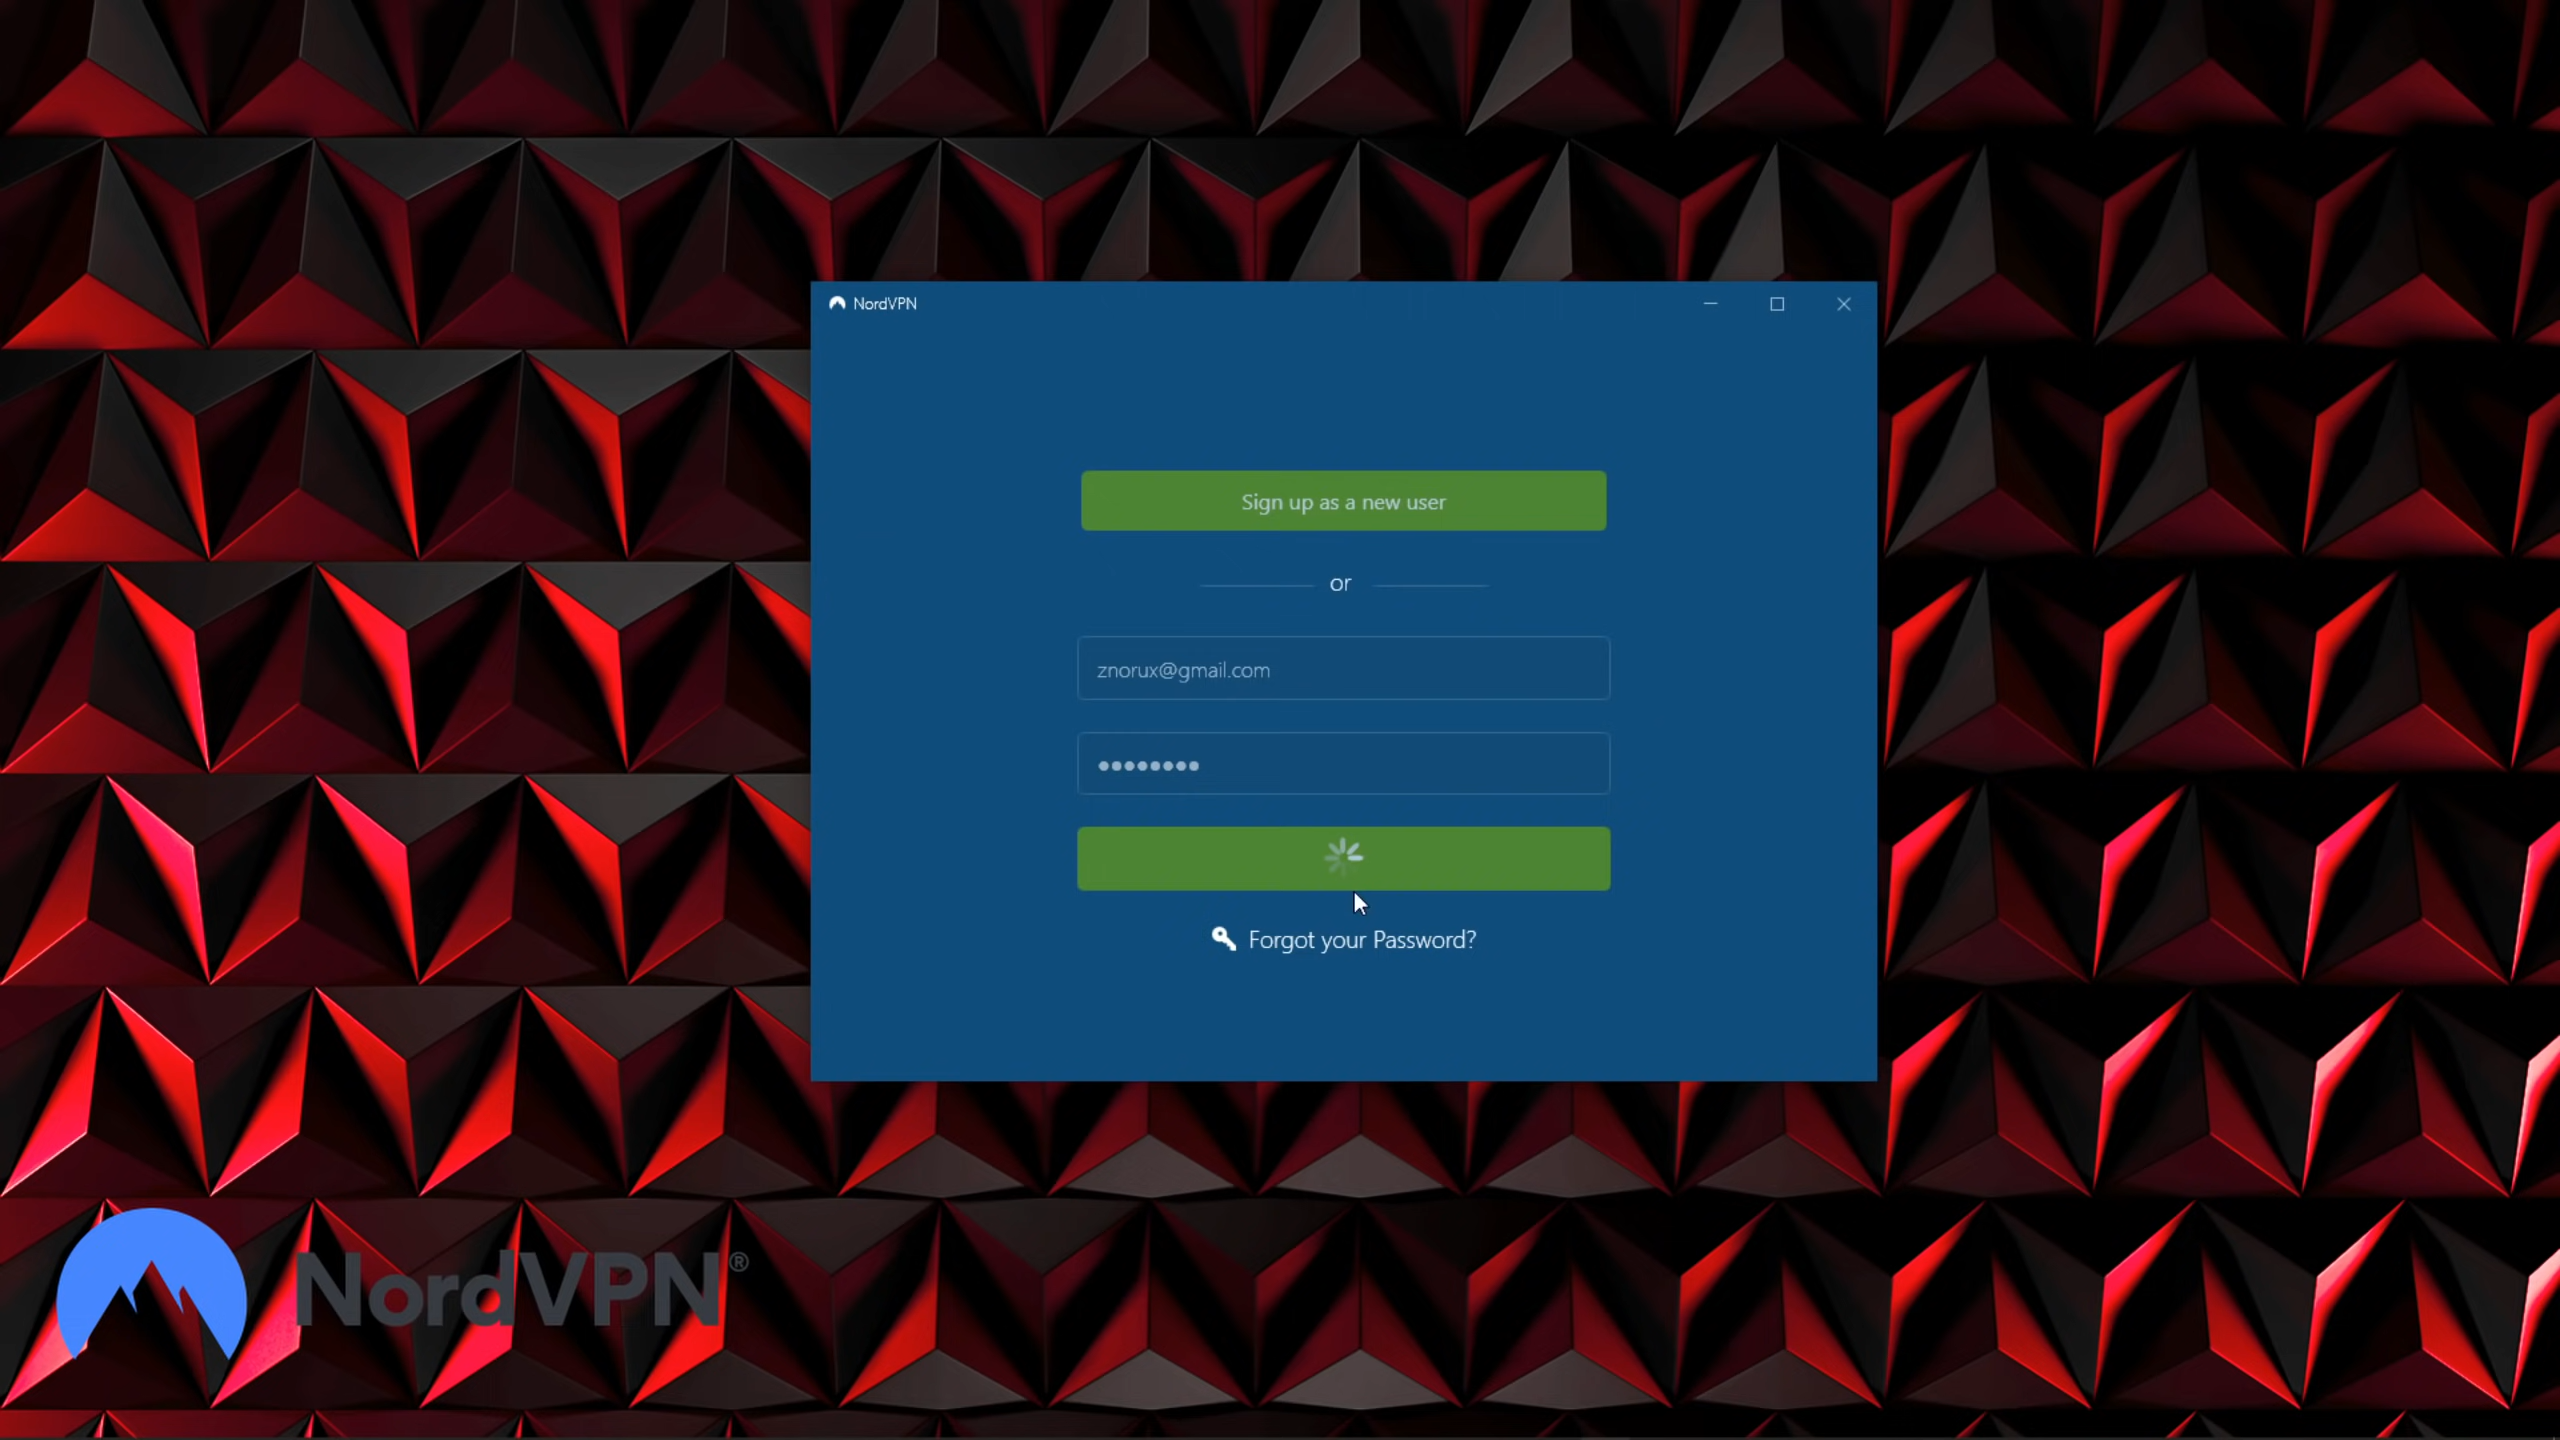 NordVPN
Sign up as a new user
or
znorux@gmail.com
••••••••
Forgot your Password?
NordVPN®